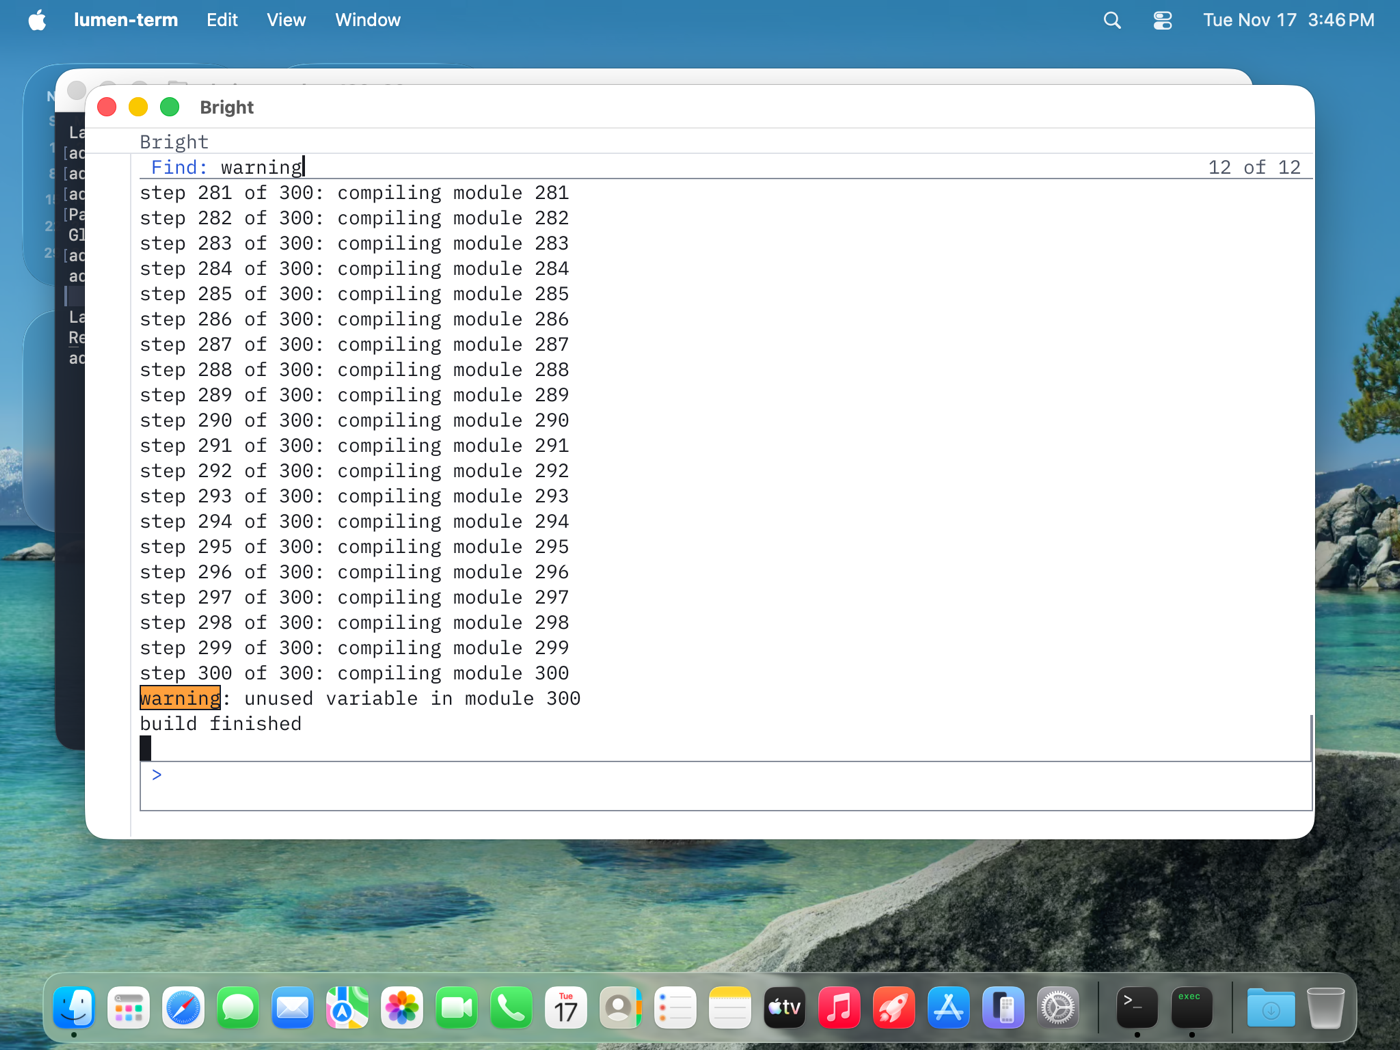 lumen-term Edit View Window Tue Nov 17 3:46 PM
Bright
Bright
Find: warning 12 of 12
step 281 of 300: compiling module 281
step 282 of 300: compiling module 282
step 283 of 300: compiling module 283
step 284 of 300: compiling module 284
step 285 of 300: compiling module 285
step 286 of 300: compiling module 286
step 287 of 300: compiling module 287
step 288 of 300: compiling module 288
step 289 of 300: compiling module 289
step 290 of 300: compiling module 290
step 291 of 300: compiling module 291
step 292 of 300: compiling module 292
step 293 of 300: compiling module 293
step 294 of 300: compiling module 294
step 295 of 300: compiling module 295
step 296 of 300: compiling module 296
step 297 of 300: compiling module 297
step 298 of 300: compiling module 298
step 299 of 300: compiling module 299
step 300 of 300: compiling module 300
warning: unused variable in module 300
build finished
>
Tue
17
tv
>_
exec